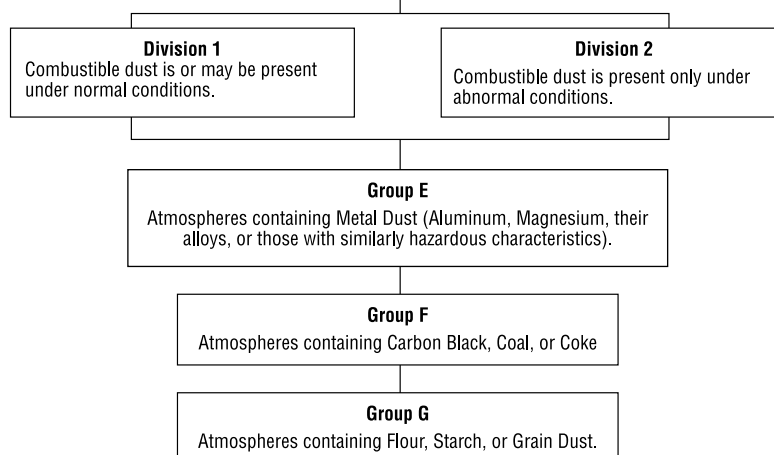 Division 1
Combustible dust is or may be present
under normal conditions.
Division 2
Combustible dust is present only under
abnormal conditions.
Group E
Atmospheres containing Metal Dust (Aluminum, Magnesium, their
alloys, or those with similarly hazardous characteristics).
Group F
Atmospheres containing Carbon Black, Coal, or Coke
Group G
Atmospheres containing Flour, Starch, or Grain Dust.